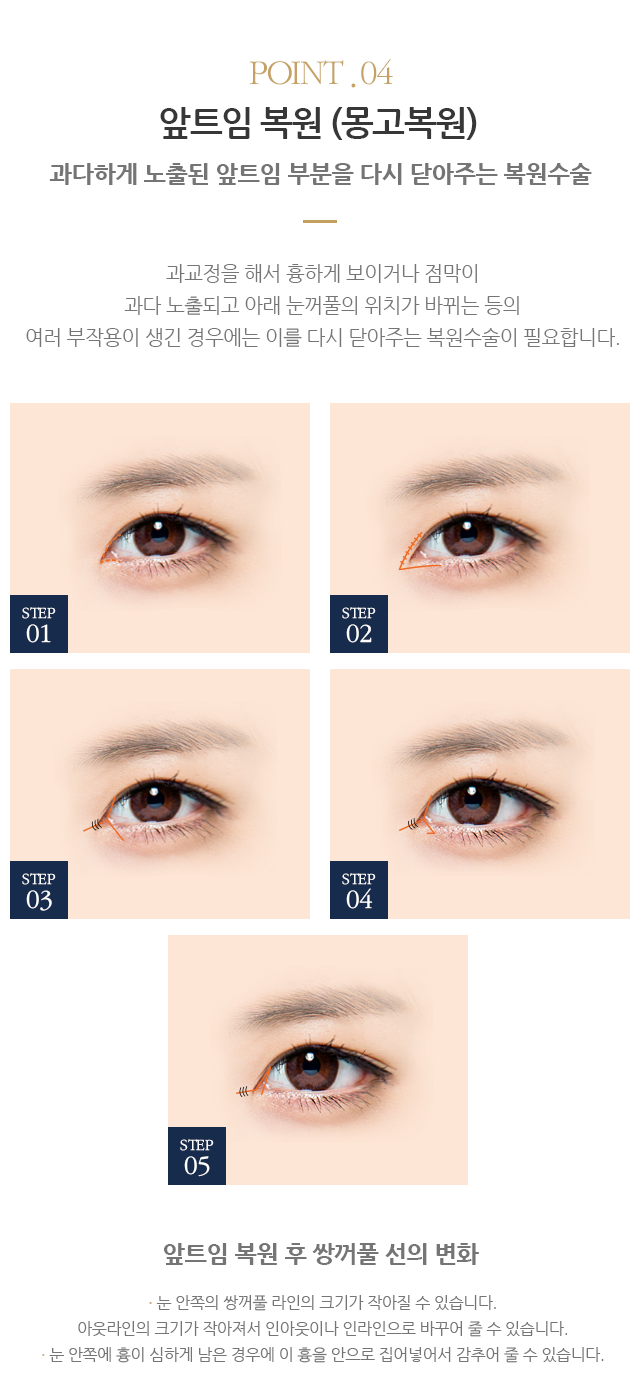 POINT .04
앞트임 복원 (몽고복원)
과다하게 노출된 앞트임 부분을 다시 닫아주는 복원수술
과교정을 해서 흉하게 보이거나 점막이
과다 노출되고 아래 눈꺼풀의 위치가 바뀌는 등의
여러 부작용이 생긴 경우에는 이를 다시 닫아주는 복원수술이 필요합니다.
STEP
01
STEP
02
STEP
03
STEP
04
STEP
05
앞트임 복원 후 쌍꺼풀 선의 변화
· 눈 안쪽의 쌍꺼풀 라인의 크기가 작아질 수 있습니다.
아웃라인의 크기가 작아져서 인아웃이나 인라인으로 바꾸어 줄 수 있습니다.
· 눈 안쪽에 흉이 심하게 남은 경우에 이 흉을 안으로 집어넣어서 감추어 줄 수 있습니다.